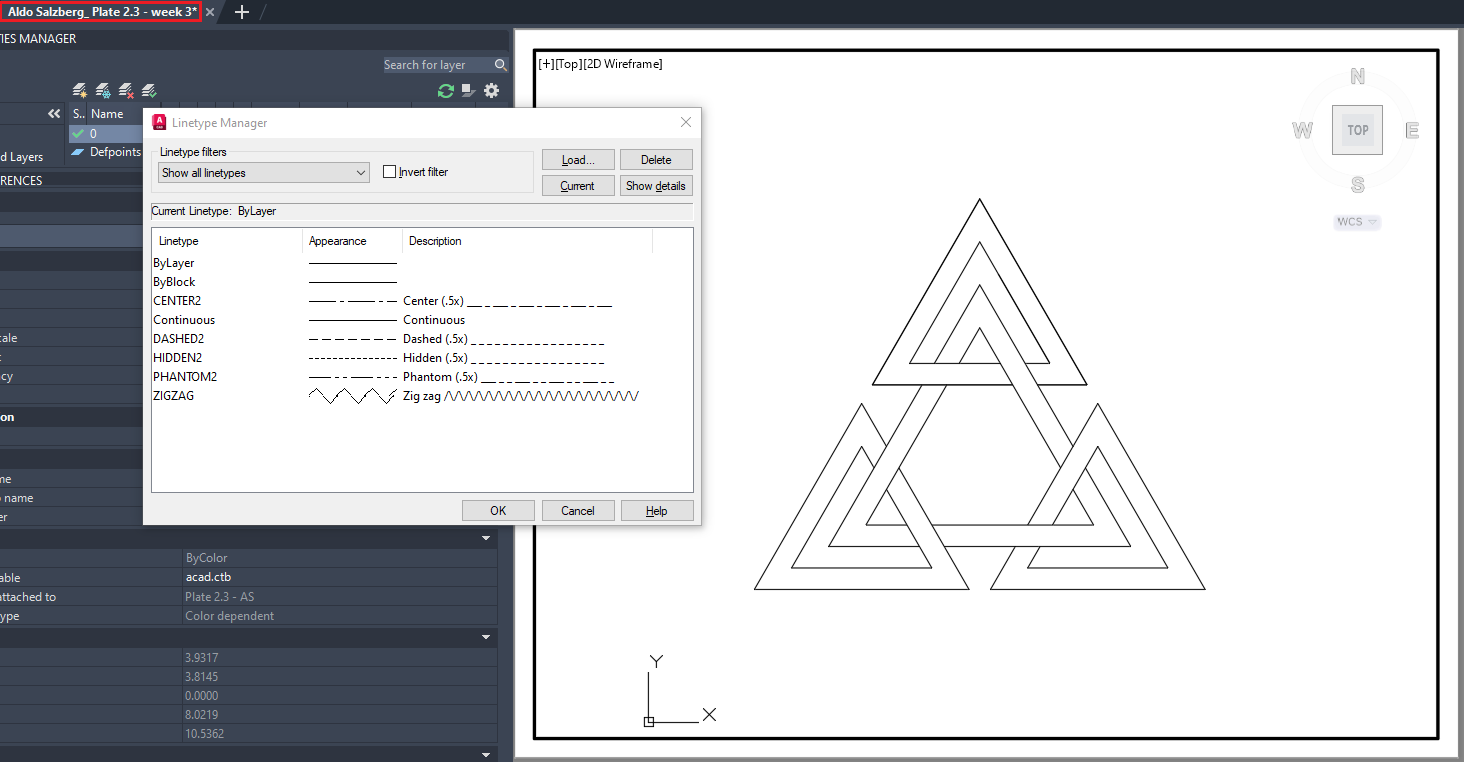 Aldo Salzberg_ Plate 2.3 - week 3*
IES MANAGER
Search for layer
S.. Name
0
d Layers
Defpoints
RENCES
cale
t
cy
on
me
o name
er
Linetype Manager
Linetype filters
Show all linetypes
Invert filter
Load...
Delete
Current
Show details
Current Linetype: ByLayer
Linetype Appearance Description
ByLayer
ByBlock
CENTER2 Center (.5x)
Continuous Continuous
DASHED2 Dashed (.5x)
HIDDEN2 Hidden (.5x)
PHANTOM2 Phantom (.5x)
ZIGZAG Zig zag
OK Cancel Help
ByColor
able acad.ctb
attached to Plate 2.3 - AS
ype Color dependent
3.9317
3.8145
0.0000
8.0219
10.5362
[+][Top][2D Wireframe]
N
W TOP E
S
WCS
Y
X